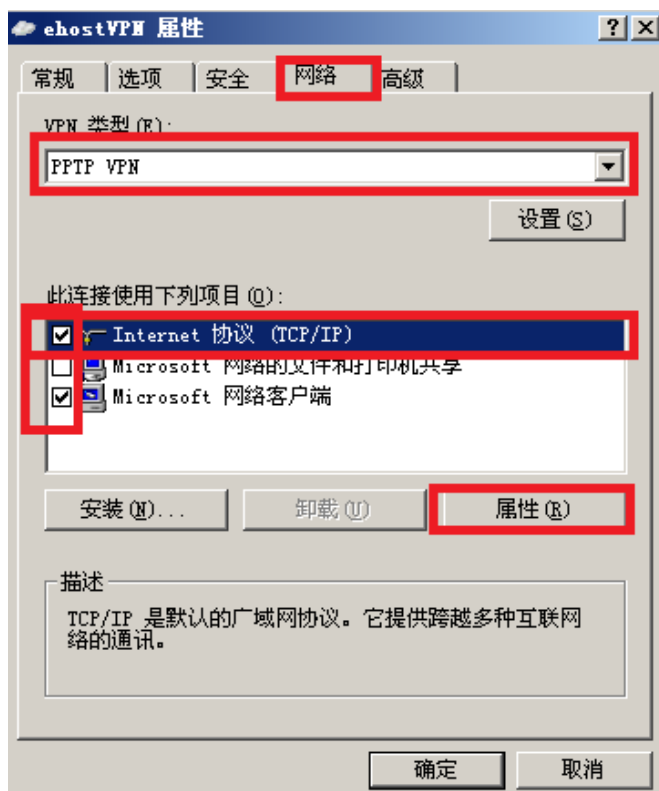 ehostVPN 属性
常规 选项 安全 网络 高级
VPN 类型(E):
PPTP VPN
设置(S)
此连接使用下列项目(O):
Internet 协议 (TCP/IP)
Microsoft 网络的文件和打印机共享
Microsoft 网络客户端
安装(N)... 卸载(U) 属性(R)
描述
TCP/IP 是默认的广域网协议。它提供跨越多种互联网
络的通讯。
确定 取消